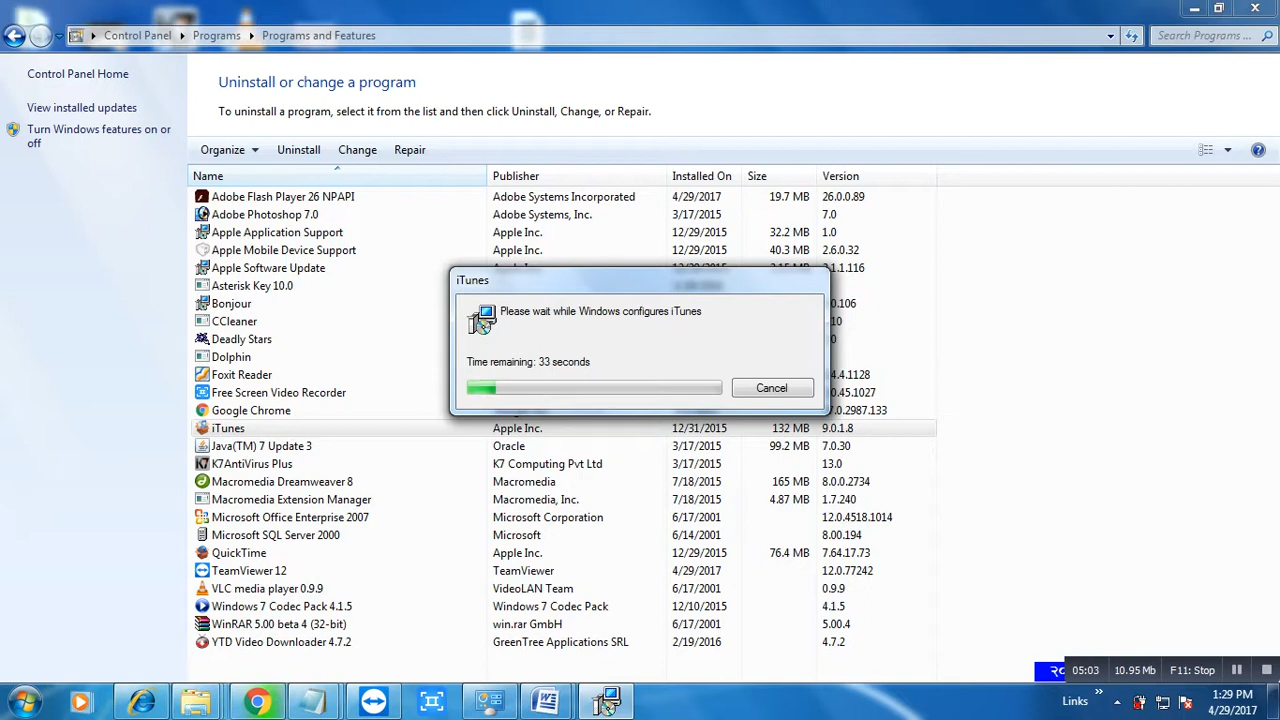 Control Panel Programs Programs and Features Search Programs ...
Control Panel Home
View installed updates
Turn Windows features on or off
Uninstall or change a program
To uninstall a program, select it from the list and then click Uninstall, Change, or Repair.
Organize Uninstall Change Repair
Name Publisher Installed On Size Version
Adobe Flash Player 26 NPAPI Adobe Systems Incorporated 4/29/2017 19.7 MB 26.0.0.89
Adobe Photoshop 7.0 Adobe Systems, Inc. 3/17/2015 7.0
Apple Application Support Apple Inc. 12/29/2015 32.2 MB 1.0
Apple Mobile Device Support Apple Inc. 12/29/2015 40.3 MB 2.6.0.32
Apple Software Update .1.1.116
Asterisk Key 10.0
Bonjour .106
CCleaner 10
Deadly Stars 0
Dolphin
Foxit Reader .4.1128
Free Screen Video Recorder .45.1027
Google Chrome .0.2987.133
iTunes Apple Inc. 12/31/2015 132 MB 9.0.1.8
Java(TM) 7 Update 3 Oracle 3/17/2015 99.2 MB 7.0.30
K7AntiVirus Plus K7 Computing Pvt Ltd 3/17/2015 13.0
Macromedia Dreamweaver 8 Macromedia 7/18/2015 165 MB 8.0.0.2734
Macromedia Extension Manager Macromedia, Inc. 7/18/2015 4.87 MB 1.7.240
Microsoft Office Enterprise 2007 Microsoft Corporation 6/17/2001 12.0.4518.1014
Microsoft SQL Server 2000 Microsoft 6/14/2001 8.00.194
QuickTime Apple Inc. 12/29/2015 76.4 MB 7.64.17.73
TeamViewer 12 TeamViewer 4/29/2017 12.0.77242
VLC media player 0.9.9 VideoLAN Team 6/17/2001 0.9.9
Windows 7 Codec Pack 4.1.5 Windows 7 Codec Pack 12/10/2015 4.1.5
WinRAR 5.00 beta 4 (32-bit) win.rar GmbH 6/17/2001 5.00.4
YTD Video Downloader 4.7.2 GreenTree Applications SRL 2/19/2016 4.7.2
iTunes
Please wait while Windows configures iTunes
Time remaining: 33 seconds
Cancel
05:03 10.95 MB F11: Stop
Links
1:29 PM
4/29/2017